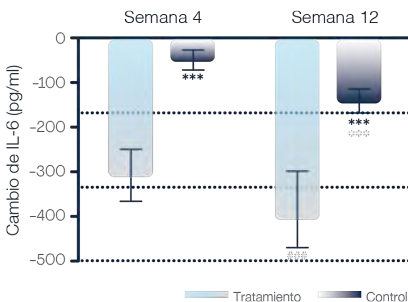 Semana 4 Semana 12
Cambio de IL-6 (pg/ml)
0
-100
-200
-300
-400
-500
***
***
Tratamiento Control